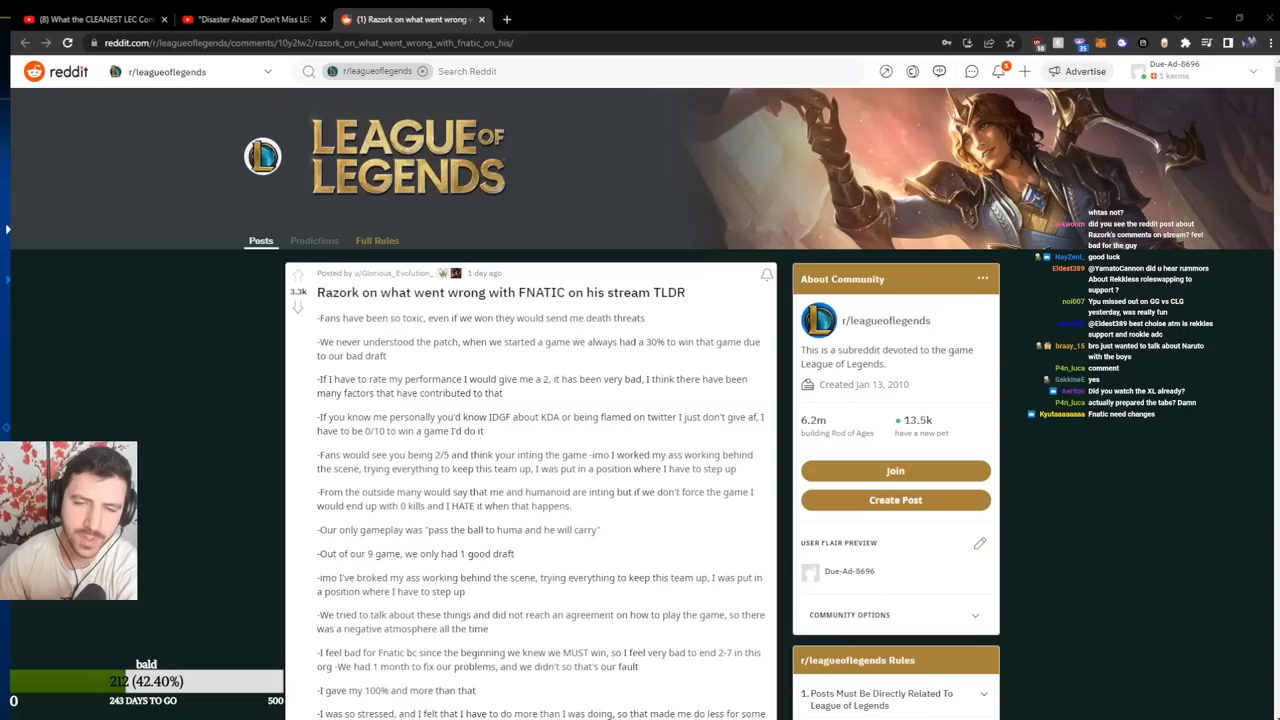 (8) What the CLEANEST LEC Con
"Disaster Ahead? Don't Miss LEC
(1) Razork on what went wrong w
reddit.com/r/leagueoflegends/comments/10y2lw2/razork_on_what_went_wrong_with_fnatic_on_his/
10
35
reddit
r/leagueoflegends
r/leagueoflegends
Search Reddit
1
Advertise
Due-Ad-8696
1 karma
LEAGUE OF
LEGENDS
Posts
Predictions
Full Rules
Posted by u/Glorious_Evolution_
1 day ago
3.3k
Razork on what went wrong with FNATIC on his stream TLDR
-Fans have been so toxic, even if we won they would send me death threats
-We never understood the patch, when we started a game we always had a 30% to win that game due
to our bad draft
-If I have to rate my performance I would give me a 2, it has been very bad, I think there have been
many factors that have contributed to that
-If you knew me personally you'd know IDGF about KDA or being flamed on twitter I just don't give af, I
have to be 0/10 to win a game I'd do it
-Fans would see you being 2/5 and think your inting the game -imo I worked my ass working behind
the scene, trying everything to keep this team up, I was put in a position where I have to step up
-From the outside many would say that me and humanoid are inting but if we don't force the game I
would end up with 0 kills and I HATE it when that happens.
-Our only gameplay was "pass the ball to huma and he will carry"
-Out of our 9 game, we only had 1 good draft
-imo I've broked my ass working behind the scene, trying everything to keep this team up, I was put in
a position where I have to step up
-We tried to talk about these things and did not reach an agreement on how to play the game, so there
was a negative atmosphere all the time
-I feel bad for Fnatic bc since the beginning we knew we MUST win, so I feel very bad to end 2-7 in this
org -We had 1 month to fix our problems, and we didn't so that's our fault
-I gave my 100% and more than that
-I was so stressed, and I felt that I have to do more than I was doing, so that made me do less for some
About Community
r/leagueoflegends
This is a subreddit devoted to the game
League of Legends.
Created Jan 13, 2010
6.2m
13.5k
building Rod of Ages
have a new pet
Join
Create Post
USER FLAIR PREVIEW
Due-Ad-8696
COMMUNITY OPTIONS
r/leagueoflegends Rules
1. Posts Must Be Directly Related To
League of Legends
whtas not?
did you see the reddit post about
Razork's comments on stream? feel
bad for the guy
NayZenI_ good luck
Eldest389 @YamatoCannon did u hear rumors
About Rekkless roleswapping to
support ?
noi007 Ypu missed out on GG vs CLG
yesterday, was really fun
@Eldest389 best choise atm is rekkles
support and rookie adc
braay_15 bro just wanted to talk about Naruto
with the boys
P4n_luca comment
SakkineE yes
Aeritos Did you watch the XL already?
P4n_luca actually prepared the tabs? Damn
Kyutaaaaaaa Fnatic need changes
bald
212 (42.40%)
0
243 DAYS TO GO
500